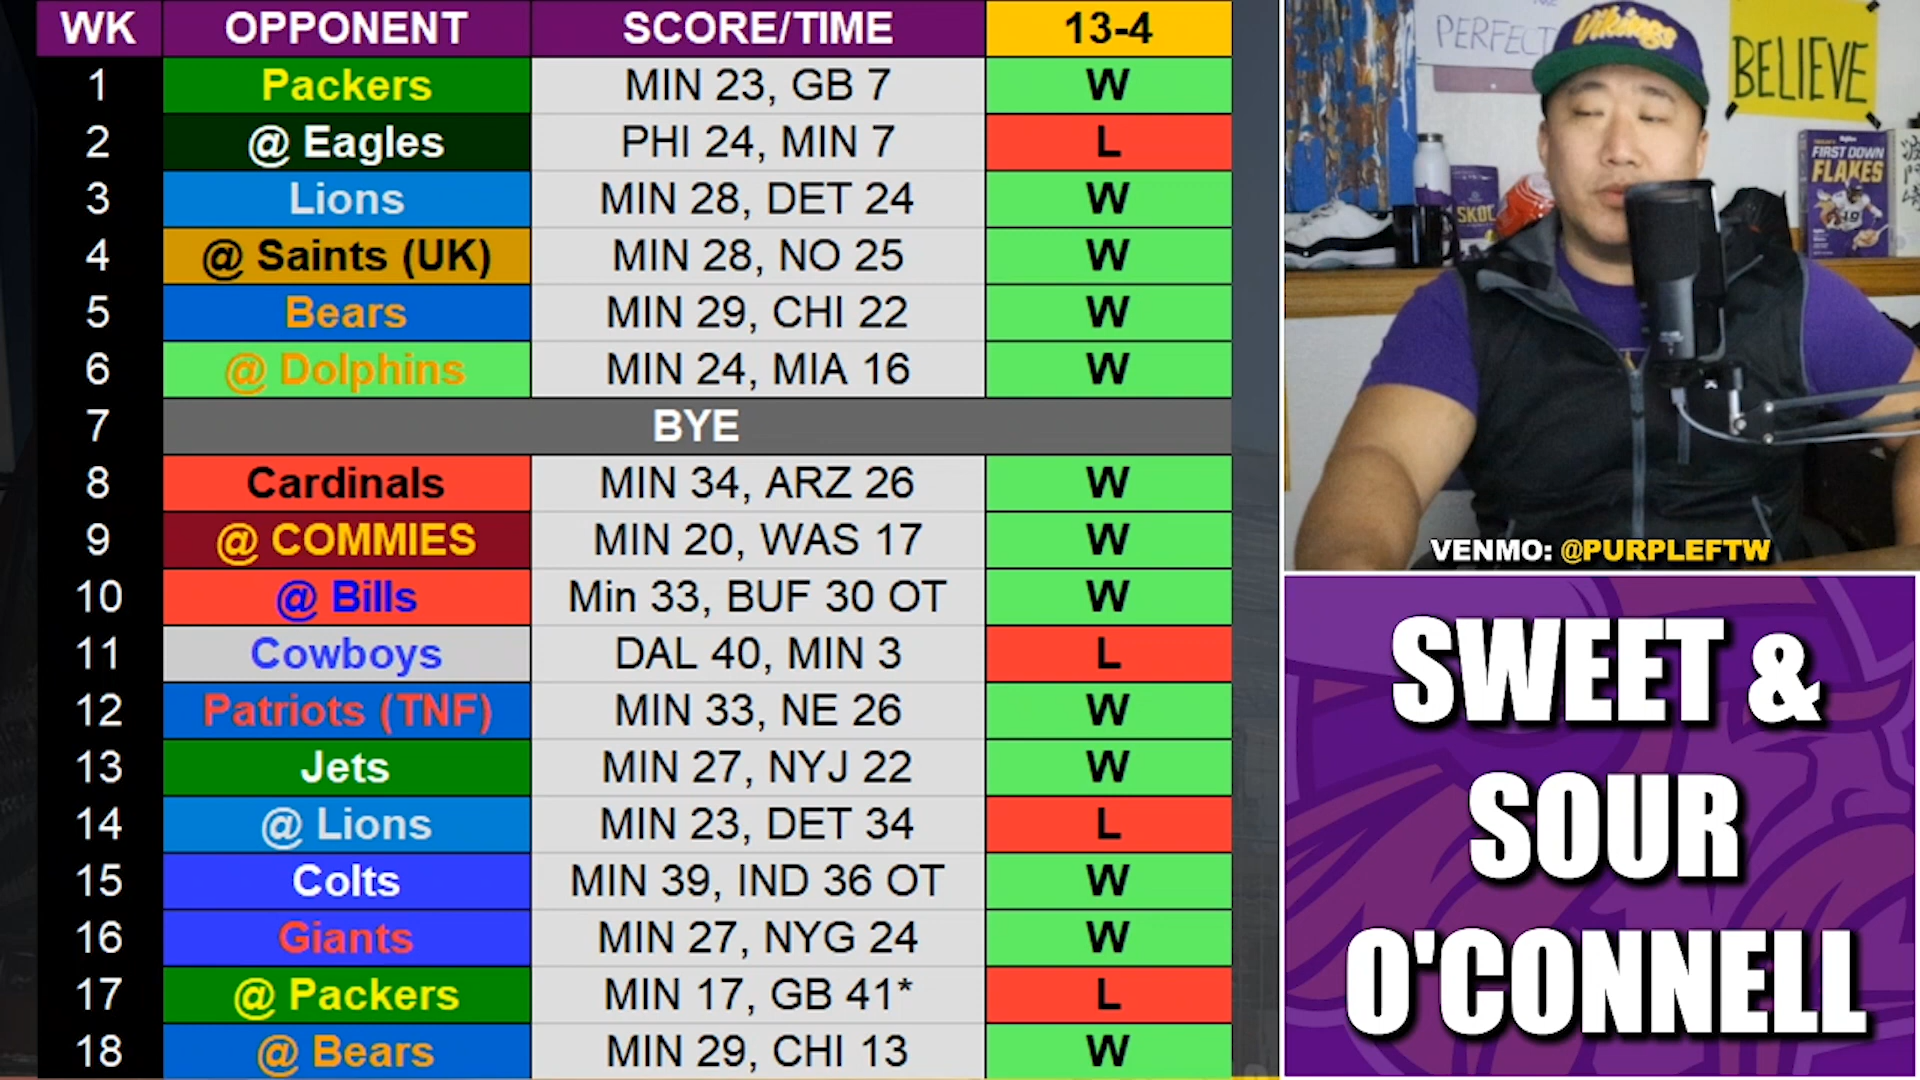 WK OPPONENT SCORE/TIME 13-4
1 Packers MIN 23, GB 7 W
2 @ Eagles PHI 24, MIN 7 L
3 Lions MIN 28, DET 24 W
4 @ Saints (UK) MIN 28, NO 25 W
5 Bears MIN 29, CHI 22 W
6 @ Dolphins MIN 24, MIA 16 W
7 BYE
8 Cardinals MIN 34, ARZ 26 W
9 @ COMMIES MIN 20, WAS 17 W
10 @ Bills Min 33, BUF 30 OT W
11 Cowboys DAL 40, MIN 3 L
12 Patriots (TNF) MIN 33, NE 26 W
13 Jets MIN 27, NYJ 22 W
14 @ Lions MIN 23, DET 34 L
15 Colts MIN 39, IND 36 OT W
16 Giants MIN 27, NYG 24 W
17 @ Packers MIN 17, GB 41* L
18 @ Bears MIN 29, CHI 13 W
PERFECT
Vikings
BELIEVE
SKOL
FIRST DOWN
FLAKES
19
VENMO: @PURPLEFTW
SWEET &
SOUR
O'CONNELL